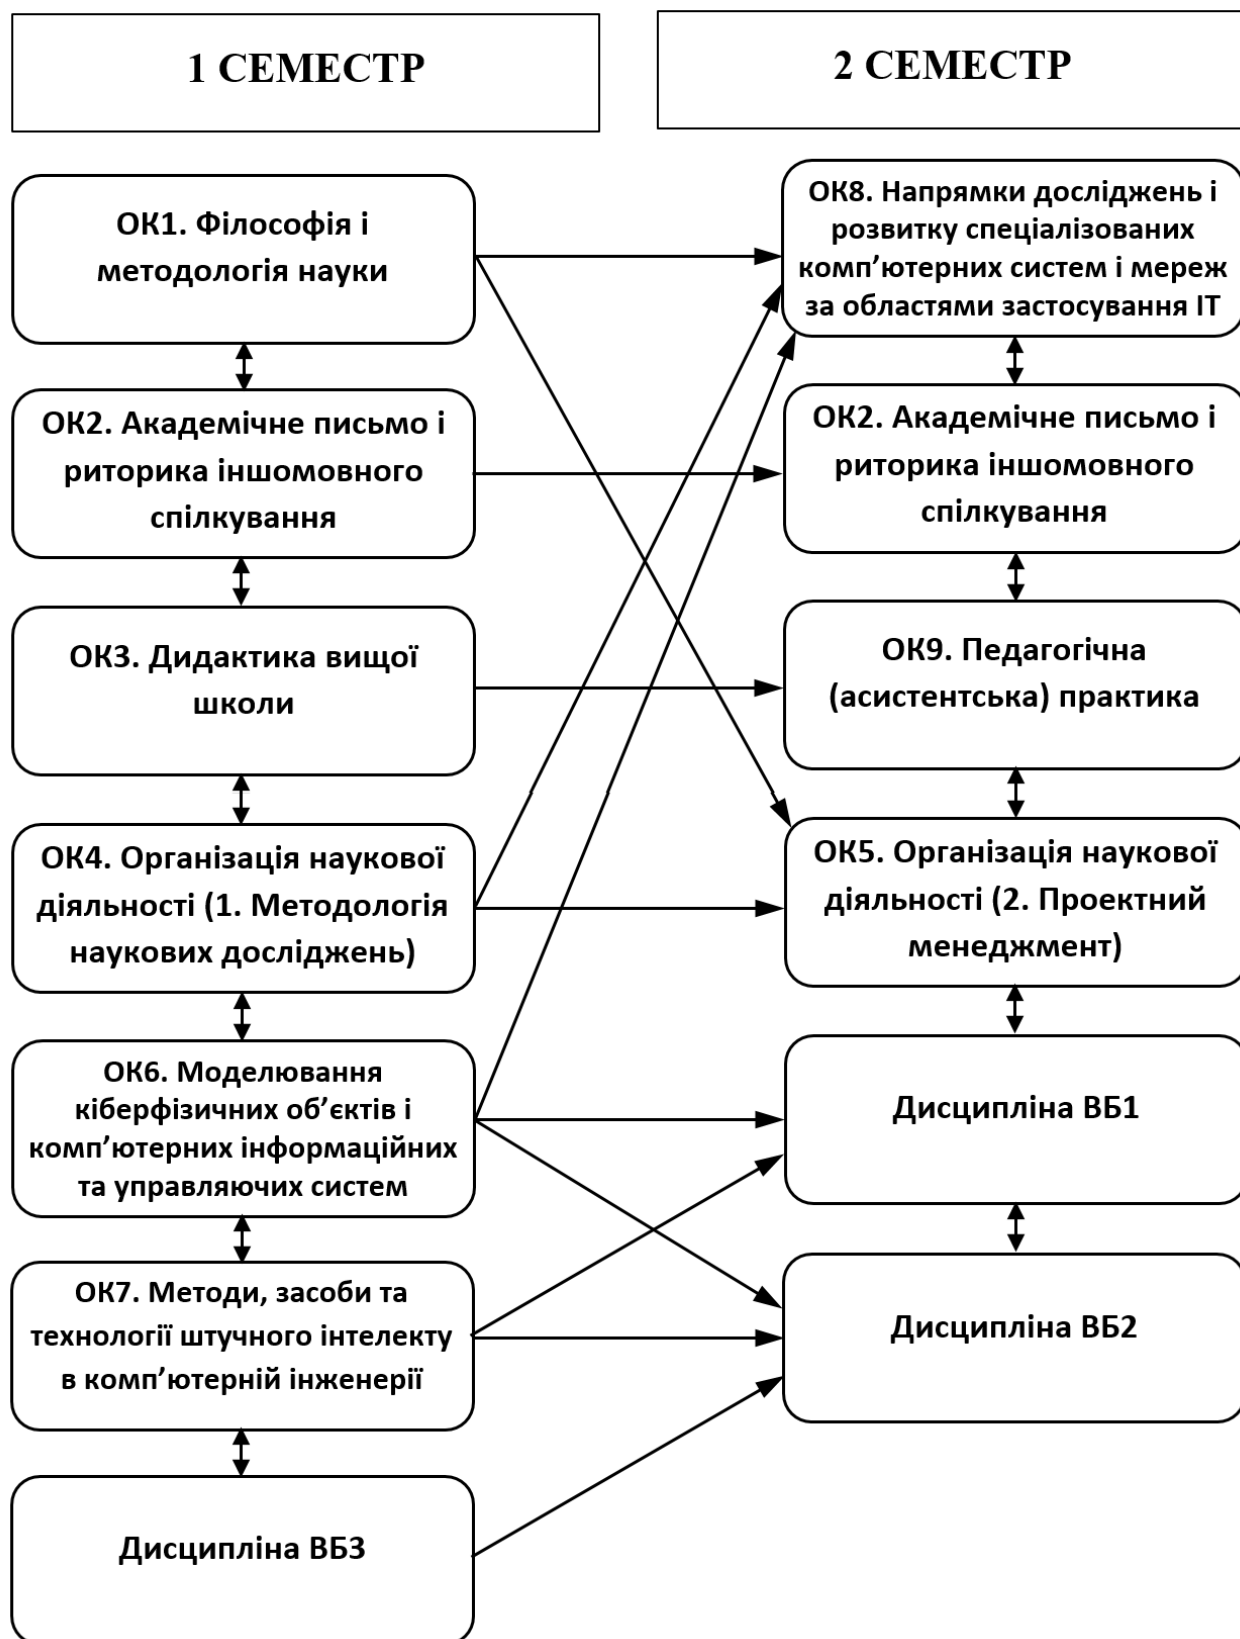 1 СЕМЕСТР
2 СЕМЕСТР
ОК1. Філософія і
методологія науки
ОК2. Академічне письмо і
риторика іншомовного
спілкування
ОК3. Дидактика вищої
школи
ОК4. Організація наукової
діяльності (1. Методологія
наукових досліджень)
ОК6. Моделювання
кіберфізичних об’єктів і
комп’ютерних інформаційних
та управляючих систем
ОК7. Методи, засоби та
технології штучного інтелекту
в комп’ютерній інженерії
Дисципліна ВБ3
ОК8. Напрямки досліджень і
розвитку спеціалізованих
комп’ютерних систем і мереж
за областями застосування ІТ
ОК2. Академічне письмо і
риторика іншомовного
спілкування
ОК9. Педагогічна
(асистентська) практика
ОК5. Організація наукової
діяльності (2. Проектний
менеджмент)
Дисципліна ВБ1
Дисципліна ВБ2